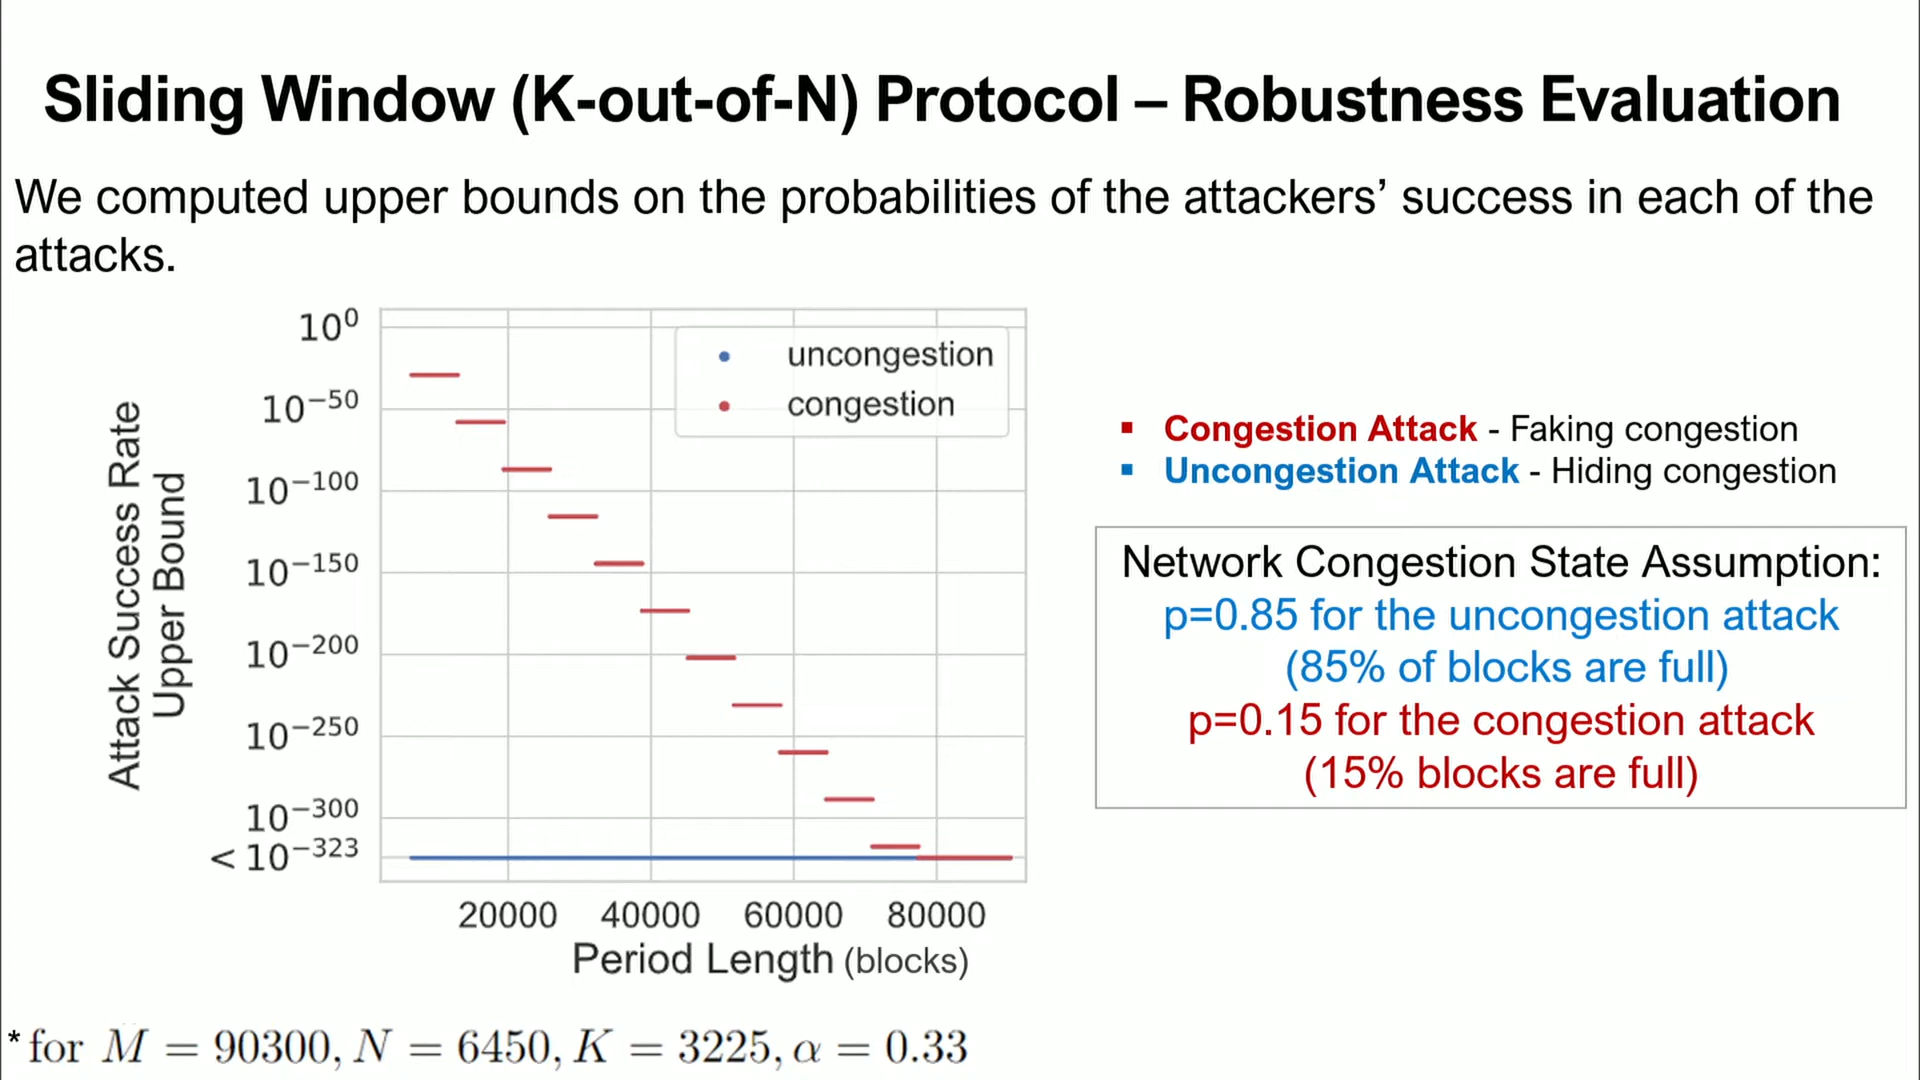 Sliding Window (K-out-of-N) Protocol – Robustness Evaluation
We computed upper bounds on the probabilities of the attackers’ success in each of the
attacks.
Attack Success Rate
Upper Bound
10⁰
10⁻⁵⁰
10⁻¹⁰⁰
10⁻¹⁵⁰
10⁻²⁰⁰
10⁻²⁵⁰
10⁻³⁰⁰
< 10⁻³²³
uncongestion
congestion
20000 40000 60000 80000
Period Length (blocks)
▪ Congestion Attack - Faking congestion
▪ Uncongestion Attack - Hiding congestion
Network Congestion State Assumption:
p=0.85 for the uncongestion attack
(85% of blocks are full)
p=0.15 for the congestion attack
(15% blocks are full)
* for M = 90300, N = 6450, K = 3225, α = 0.33